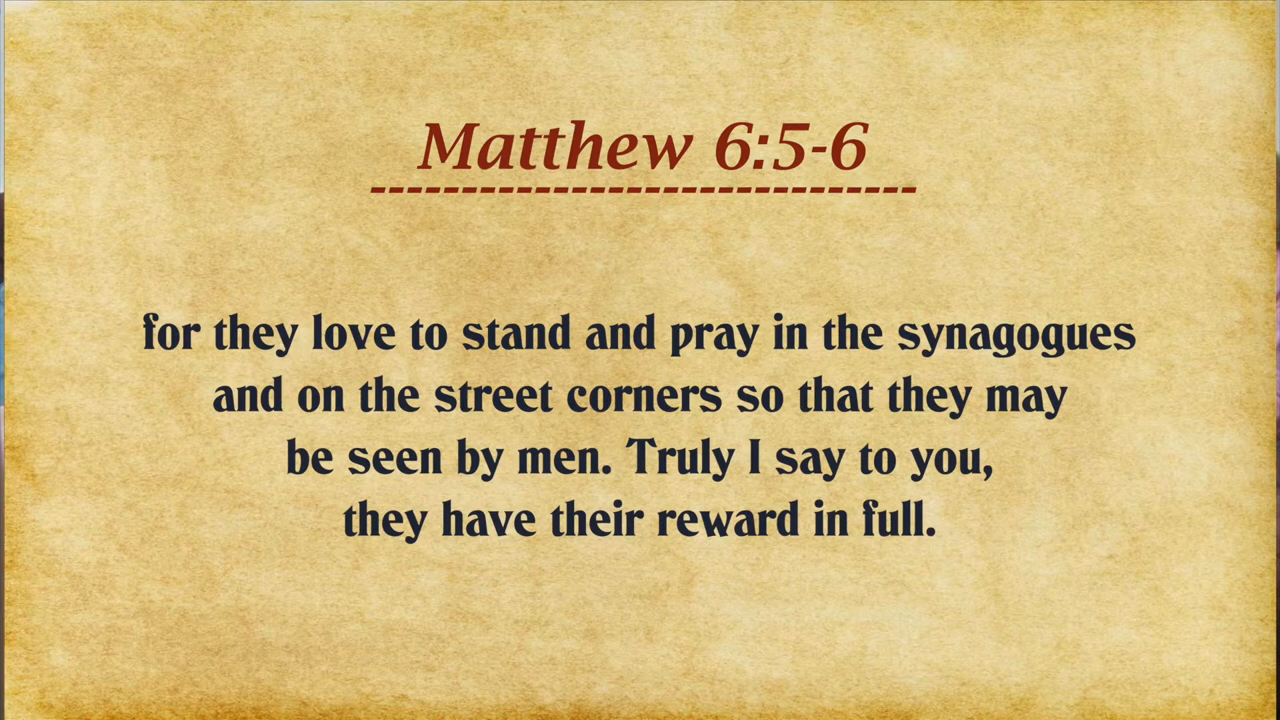 Matthew 6:5-6
------------------------------
for they love to stand and pray in the synagogues
and on the street corners so that they may
be seen by men. Truly I say to you,
they have their reward in full.